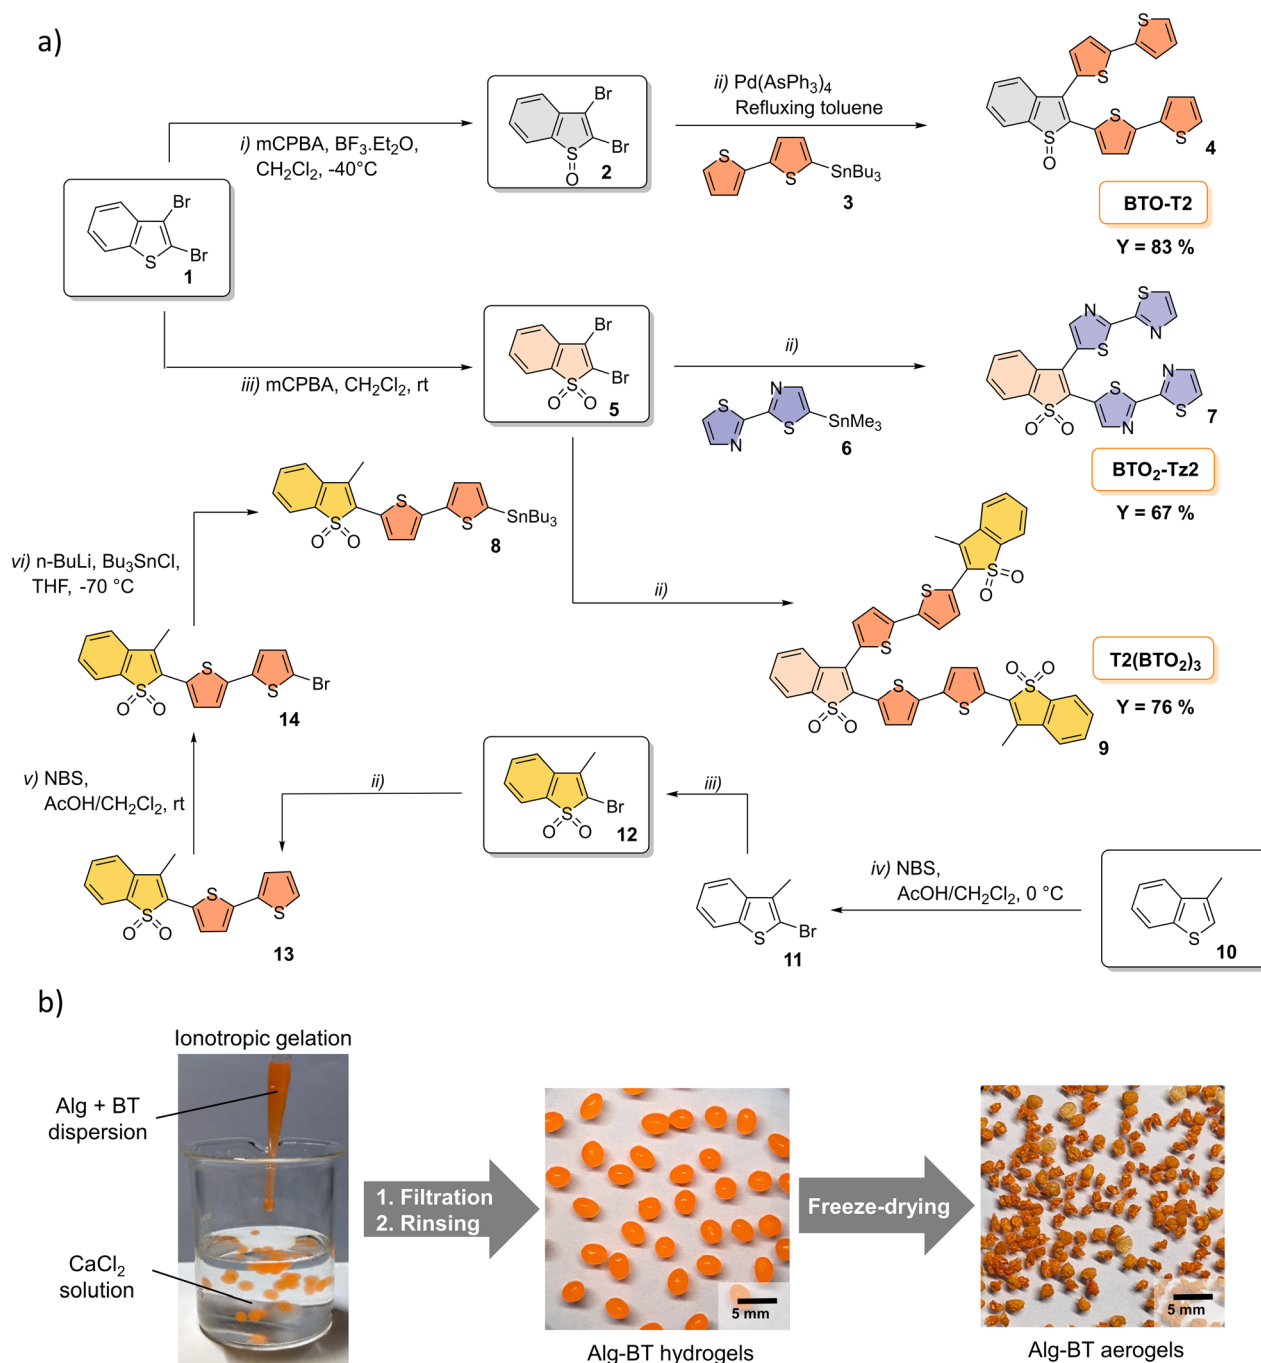 a)
i) mCPBA, BF3.Et2O,
CH2Cl2, -40°C
Br
Br
S
O
2
ii) Pd(AsPh3)4
Refluxing toluene
S
S
SnBu3
3
S
S
S
S
S
O
4
BTO-T2
Y = 83 %
Br
Br
S
1
iii) mCPBA, CH2Cl2, rt
Br
Br
S
O O
5
ii)
N
S
S
N
SnMe3
6
S
N
N
S
S
N
N
S
S
O O
7
BTO2-Tz2
Y = 67 %
S
S
S
O O
SnBu3
8
vi) n-BuLi, Bu3SnCl,
THF, -70 °C
ii)
S
O
O
S
S
S
S
S
O O
O O
S
9
T2(BTO2)3
Y = 76 %
S
S
S
O O
Br
14
v) NBS,
AcOH/CH2Cl2, rt
ii)
Br
S
O O
12
iii)
S
S
S
O O
13
S
Br
11
iv) NBS,
AcOH/CH2Cl2, 0 °C
S
10
b)
Ionotropic gelation
Alg + BT
dispersion
CaCl2
solution
1. Filtration
2. Rinsing
5 mm
Alg-BT hydrogels
Freeze-drying
5 mm
Alg-BT aerogels